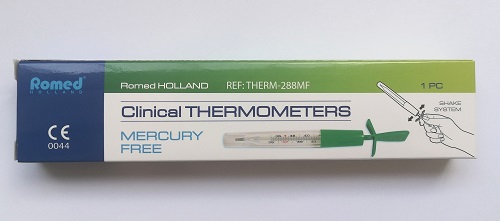 Romed
HOLLAND
Romed HOLLAND
REF: THERM-288MF
1 PC
Clinical THERMOMETERS
MERCURY
FREE
SHAKE
SYSTEM
CE
0044